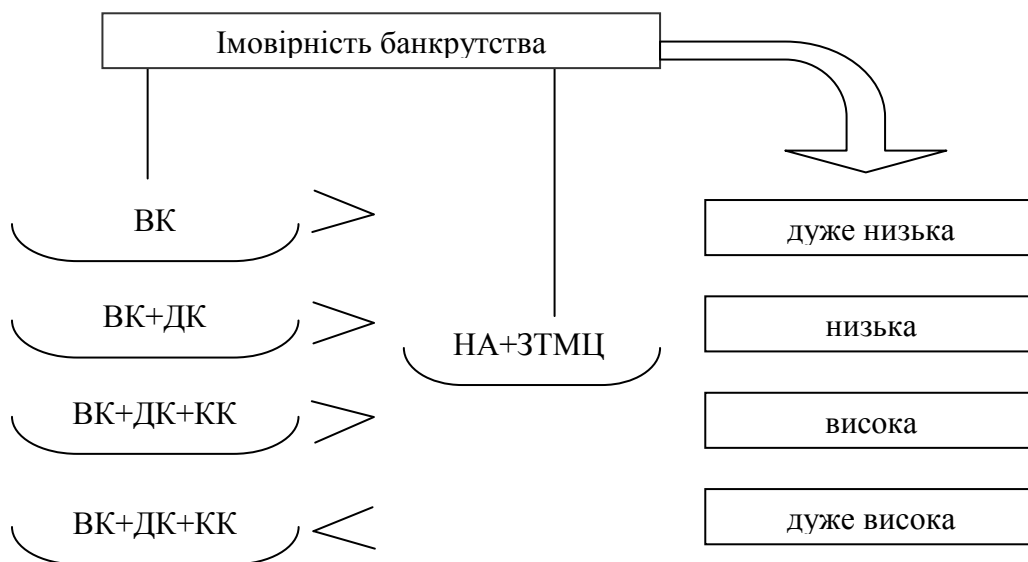 Імовірність банкрутства
ВК
дуже низька
ВК+ДК
НА+ЗТМЦ
низька
ВК+ДК+КК
висока
ВК+ДК+КК
дуже висока